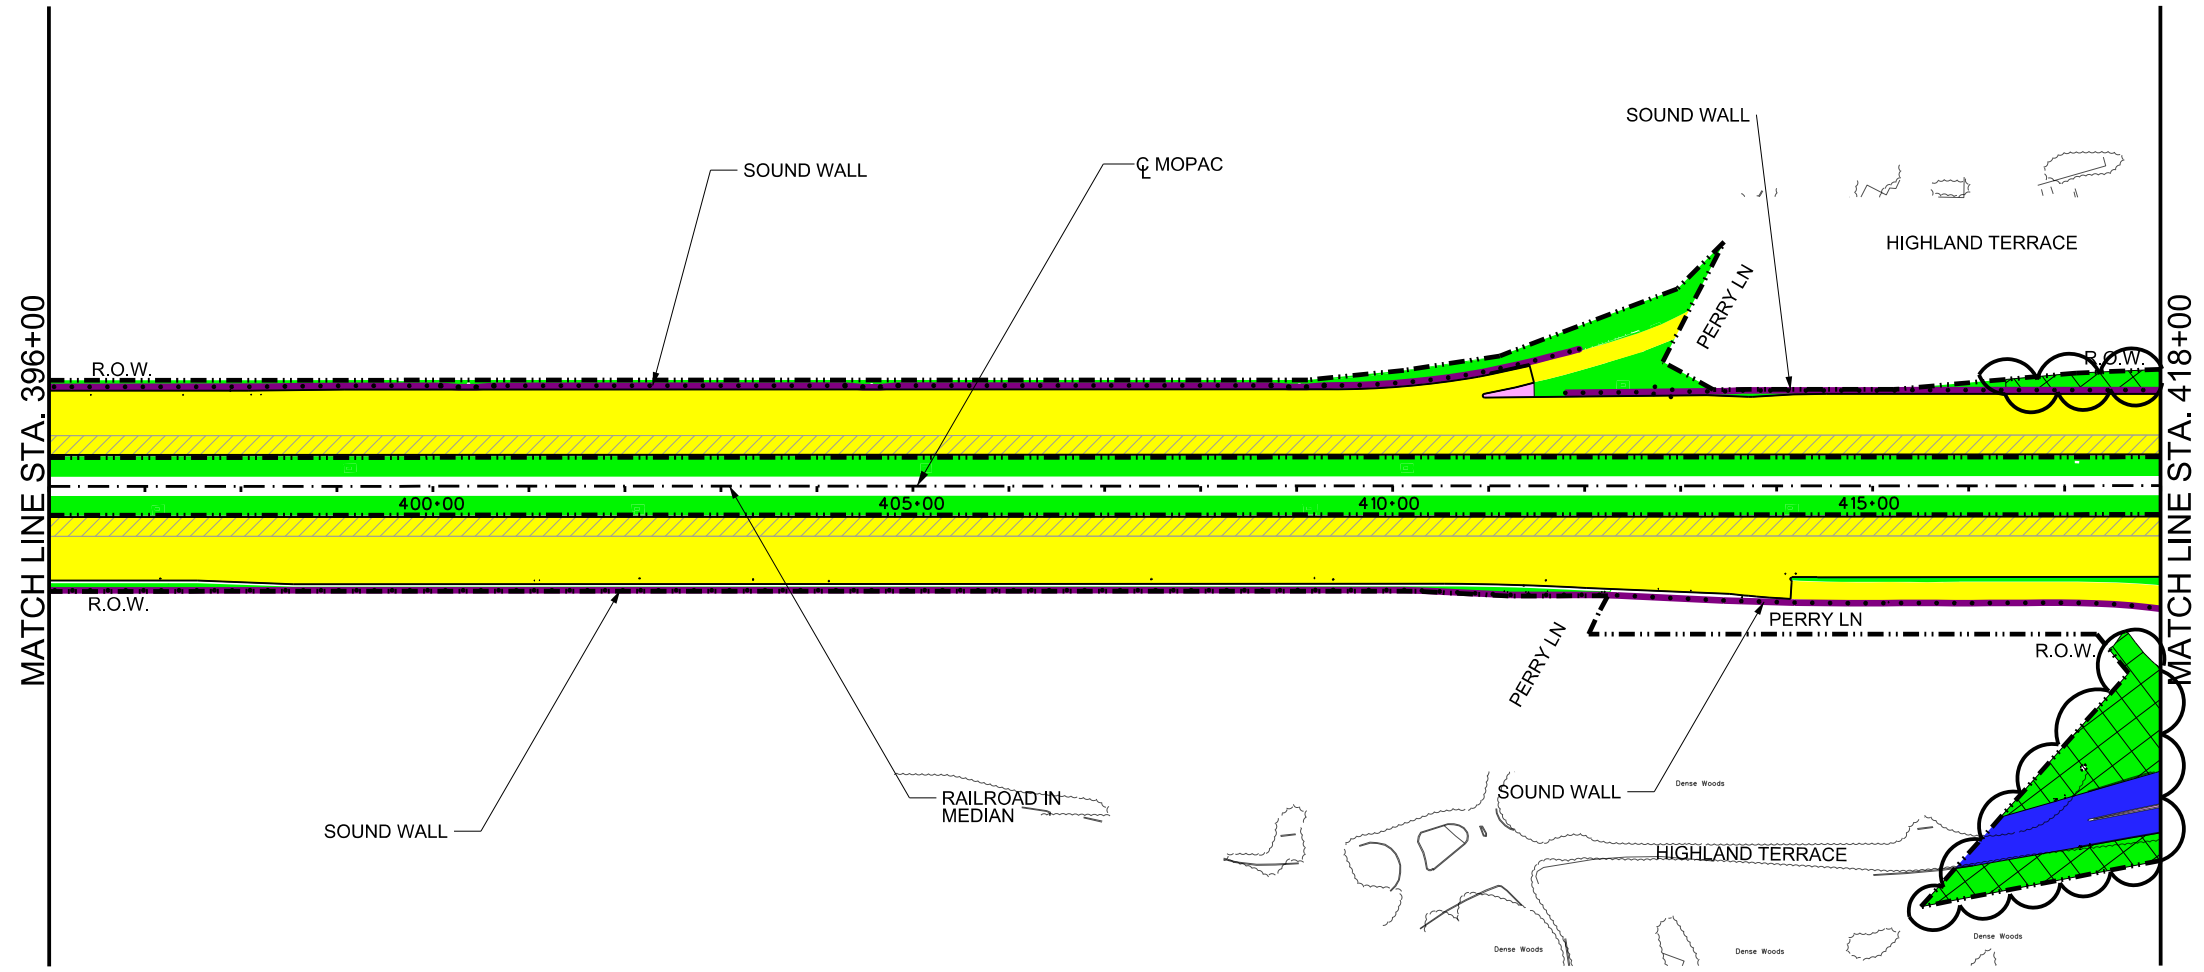 SOUND WALL
SOUND WALL
℄ MOPAC
HIGHLAND TERRACE
PERRY LN
R.O.W.
R.O.W.
MATCH LINE STA. 396+00
MATCH LINE STA. 418+00
400+00
405+00
410+00
415+00
R.O.W.
PERRY LN
PERRY LN
R.O.W.
SOUND WALL
RAILROAD IN
MEDIAN
SOUND WALL
Dense Woods
HIGHLAND TERRACE
Dense Woods
Dense Woods
Dense Woods